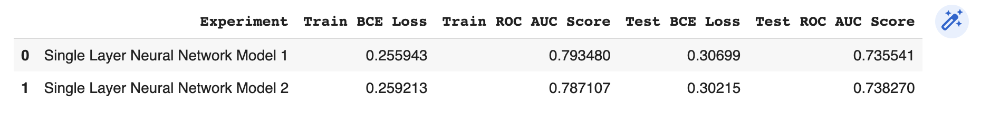 Experiment Train BCE Loss Train ROC AUC Score Test BCE Loss Test ROC AUC Score
0 Single Layer Neural Network Model 1 0.255943 0.793480 0.30699 0.735541
1 Single Layer Neural Network Model 2 0.259213 0.787107 0.30215 0.738270